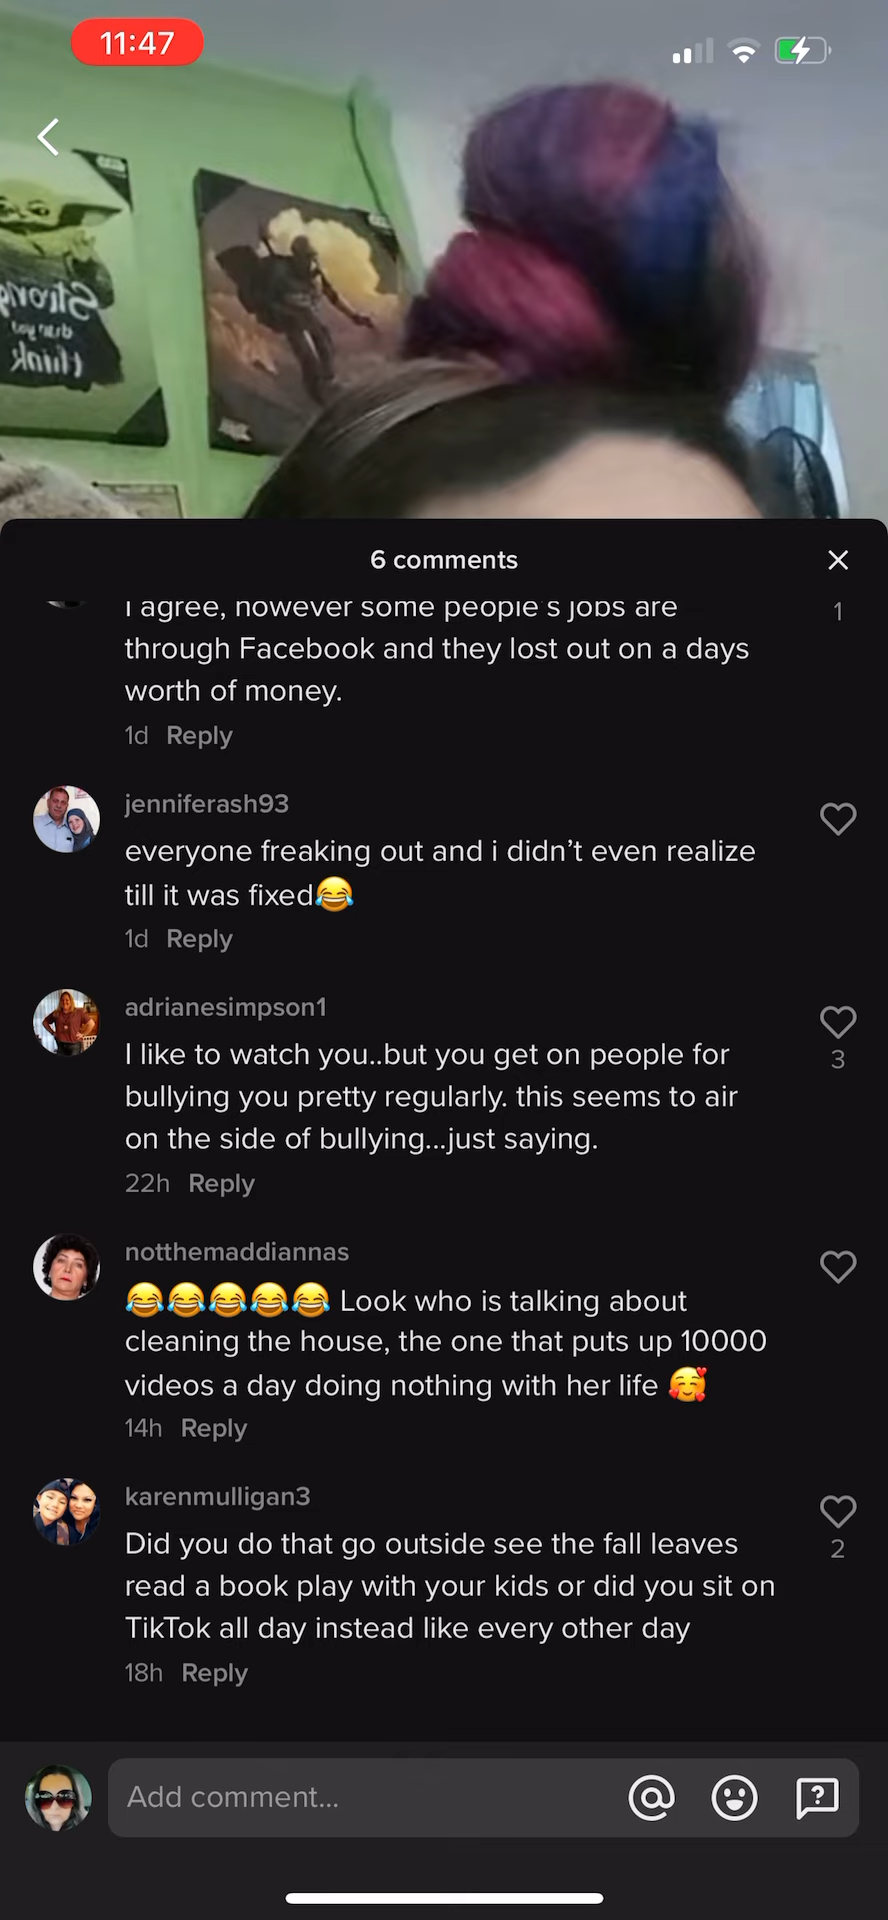 11:47
Strong
think
6 comments
I agree, however some people's jobs are
1
through Facebook and they lost out on a days
worth of money.
1d Reply
jenniferash93
everyone freaking out and i didn’t even realize
till it was fixed😂
1d Reply
adrianesimpson1
I like to watch you..but you get on people for
3
bullying you pretty regularly. this seems to air
on the side of bullying...just saying.
22h Reply
notthemaddiannas
😂😂😂😂😂 Look who is talking about
cleaning the house, the one that puts up 10000
videos a day doing nothing with her life 🥰
14h Reply
karenmulligan3
Did you do that go outside see the fall leaves
2
read a book play with your kids or did you sit on
TikTok all day instead like every other day
18h Reply
Add comment...